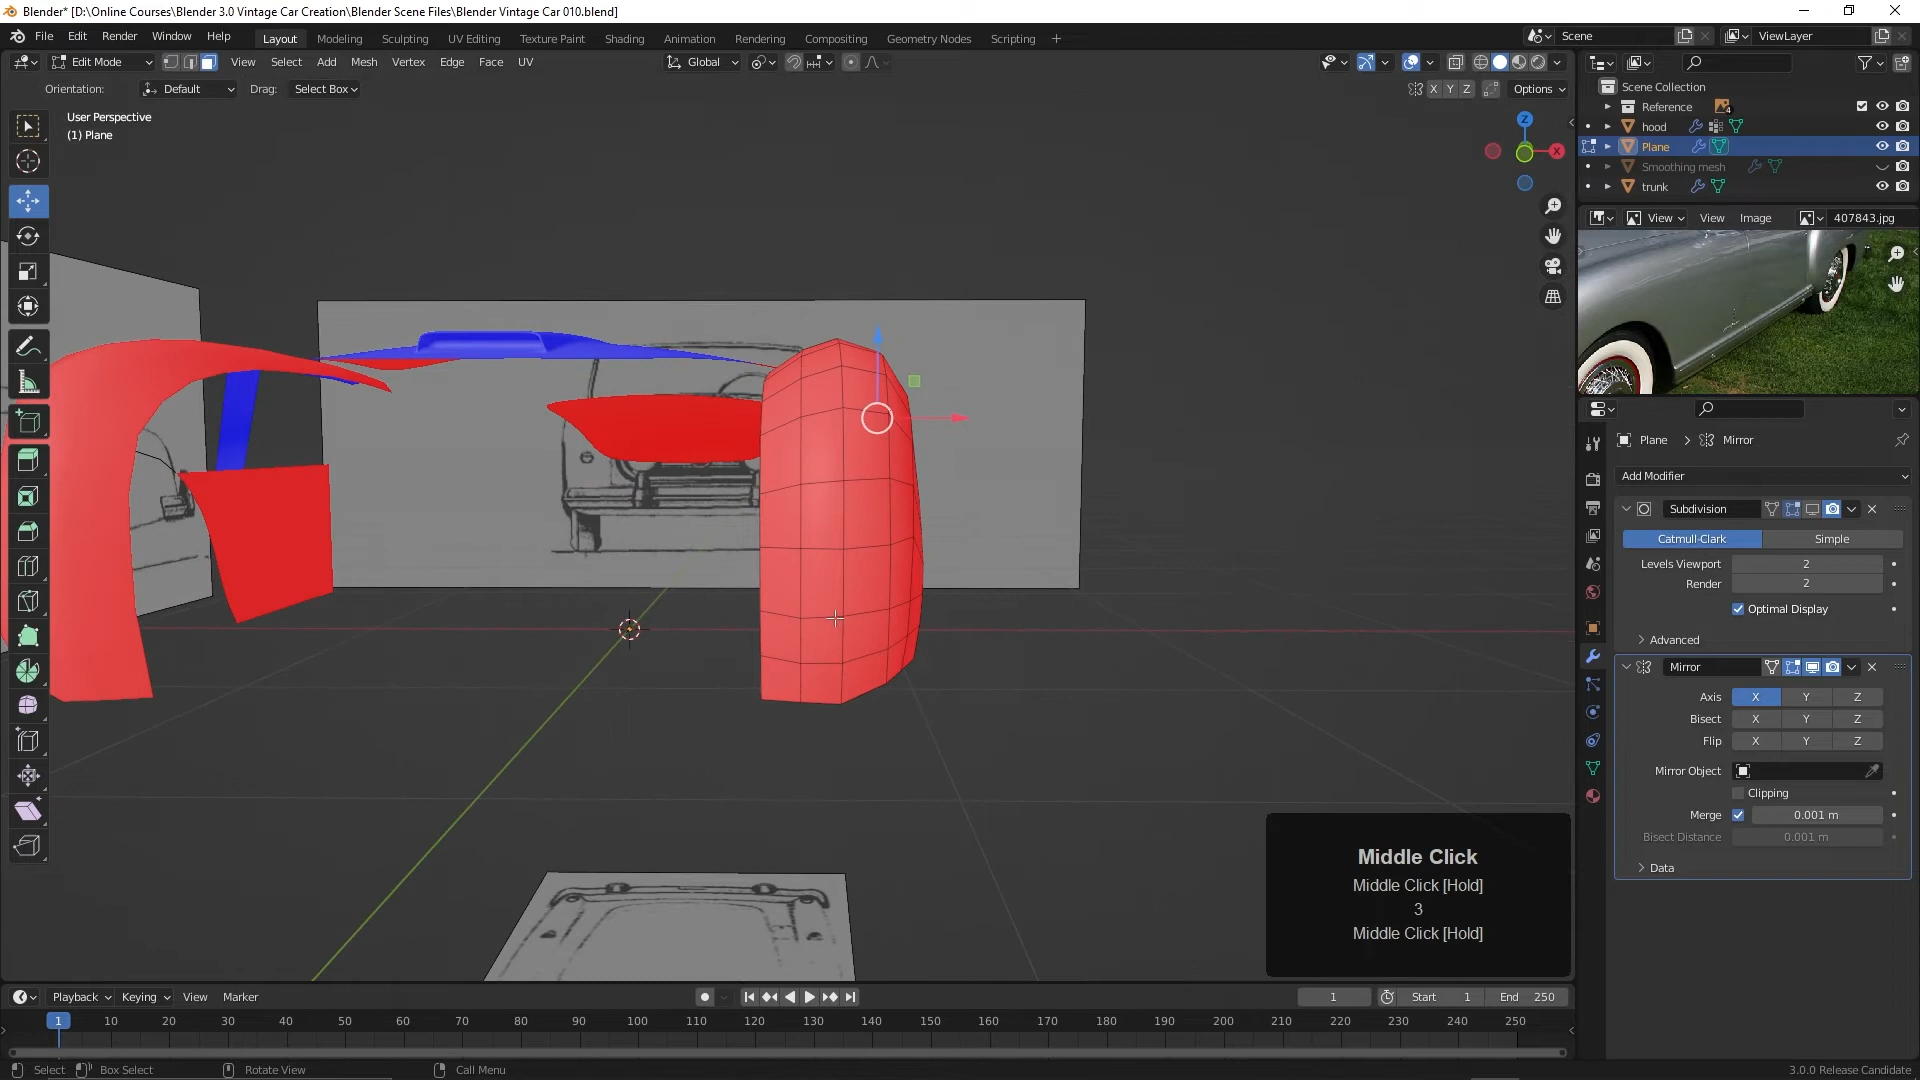 Blender* [D:\Online Courses\Blender 3.0 Vintage Car Creation\Blender Scene Files\Blender Vintage Car 010.blend]
File Edit Render Window Help Layout Modeling Sculpting UV Editing Texture Paint Shading Animation Rendering Compositing Geometry Nodes Scripting + Scene ViewLayer
Edit Mode View Select Add Mesh Vertex Edge Face UV Global
Orientation: Default Drag: Select Box X Y Z Options
User Perspective
(1) Plane
Z
X
Scene Collection
Reference 4
hood
Plane
Smoothing mesh
trunk
View View Image 407843.jpg
Plane Mirror
Add Modifier
Subdivision
Catmull-Clark Simple
Levels Viewport 2
Render 2
Optimal Display
Advanced
Mirror
Axis X Y Z
Bisect X Y Z
Flip X Y Z
Mirror Object
Clipping
Merge 0.001 m
Bisect Distance 0.001 m
Data
Middle Click
Middle Click [Hold]
3
Middle Click [Hold]
Playback Keying View Marker 1 Start 1 End 250
1 10 20 30 40 50 60 70 80 90 100 110 120 130 140 150 160 170 180 190 200 210 220 230 240 250
Select Box Select Rotate View Call Menu 3.0.0 Release Candidate